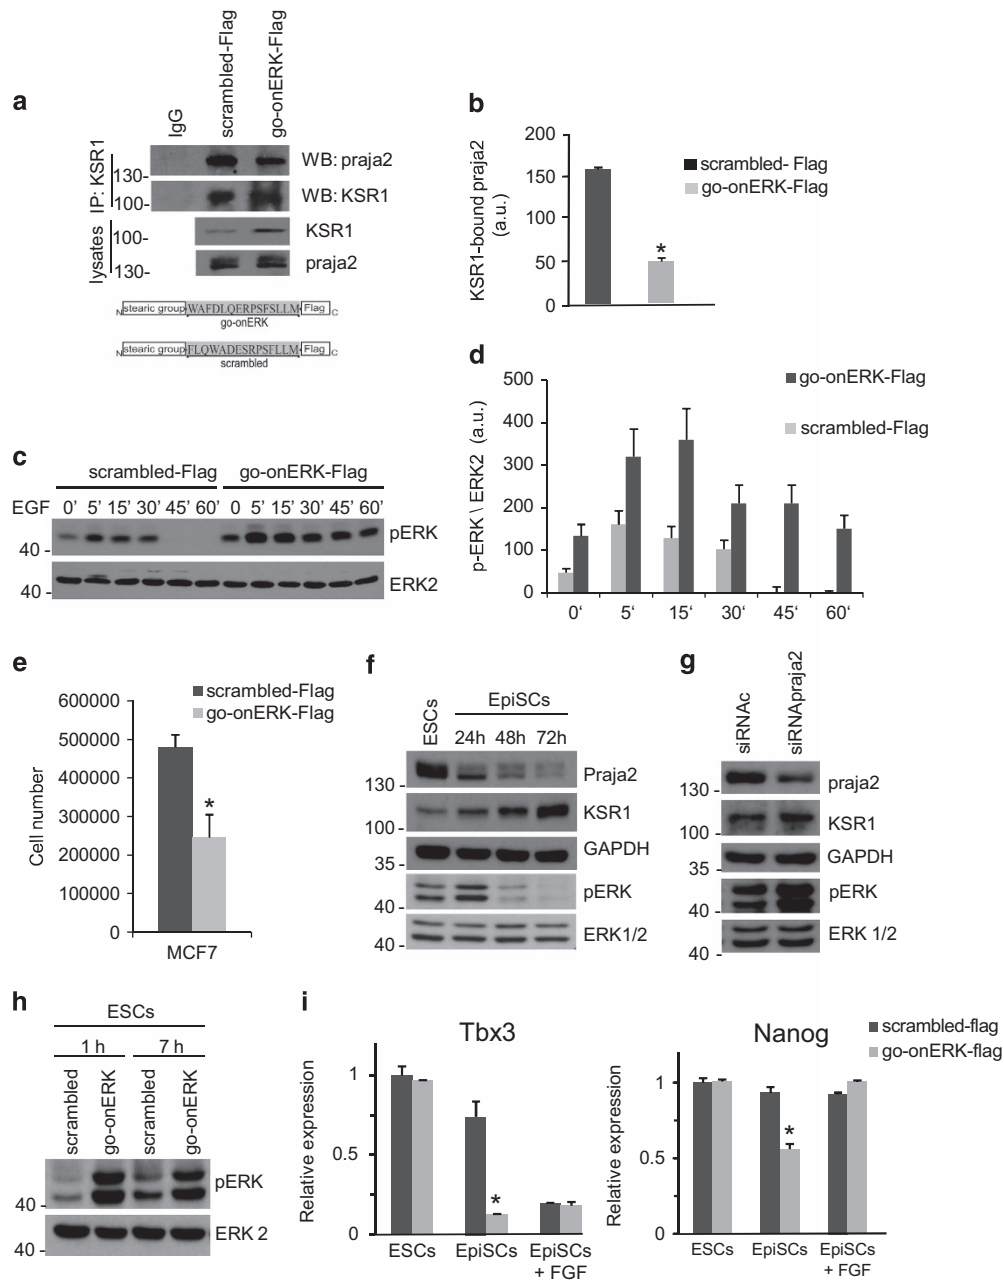 a
IgG
scrambled-Flag
go-onERK-Flag
IP: KSR1
130-
100-
WB: praja2
WB: KSR1
lysates
100-
130-
KSR1
praja2
N stearic group WAFDLQERPSFSLLM Flag C
go-onERK
N stearic group FLQWADESRPSFLLM Flag C
scrambled
b
200
150
100
50
0
KSR1-bound praja2
(a.u.)
scrambled- Flag
go-onERK-Flag
*
c
scrambled-Flag go-onERK-Flag
EGF 0' 5' 15' 30' 45' 60' 0 5' 15' 30' 45' 60'
40 -
pERK
40 -
ERK2
d
500
400
300
200
100
0
p-ERK \ ERK2 (a.u.)
go-onERK-Flag
scrambled-Flag
0‘ 5‘ 15‘ 30‘ 45‘ 60‘
e
600000
500000
400000
300000
200000
100000
0
Cell number
scrambled-Flag
go-onERK-Flag
*
MCF7
f
ESCs
EpiSCs
24h 48h 72h
130 -
Praja2
100 -
KSR1
35 -
GAPDH
40 -
pERK
40 -
ERK1/2
g
siRNAc
siRNApraja2
130 -
praja2
100 -
KSR1
35 -
GAPDH
40 -
pERK
40 -
ERK 1/2
h
ESCs
1 h 7 h
scrambled
go-onERK
scrambled
go-onERK
40 -
pERK
40 -
ERK 2
i
Tbx3
Relative expression
1
0.5
0
*
ESCs EpiSCs EpiSCs
+ FGF
Nanog
Relative expression
1
0.5
0
*
ESCs EpiSCs EpiSCs
+ FGF
scrambled-flag
go-onERK-flag